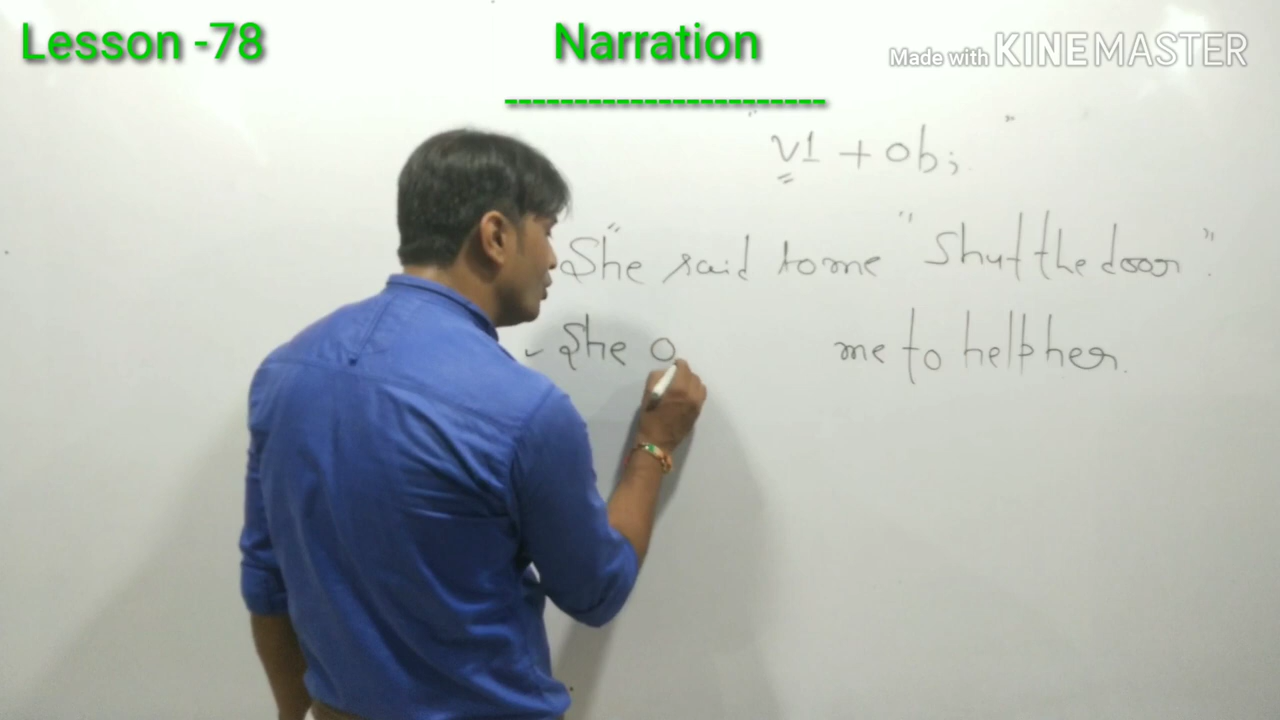 Lesson -78
Narration
Made with KINEMASTER
-----------------------
" V1 + ob; "
She said to me "Shut the door".
She o me to help her.